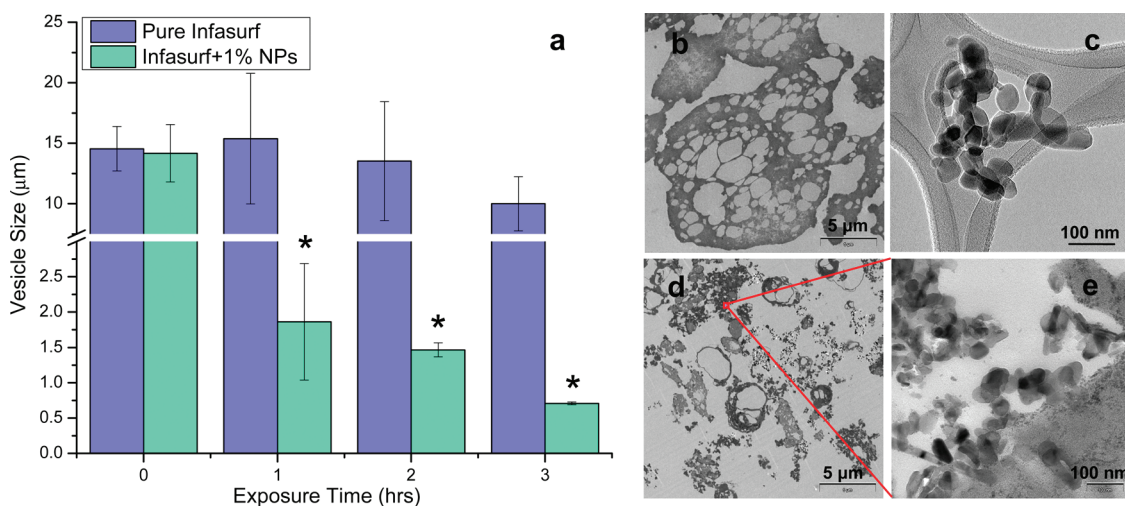 25
20
15
10
2.5
2.0
1.5
1.0
0.5
0.0
Vesicle Size (μm)
Pure Infasurf
Infasurf+1% NPs
a
*
*
*
0
1
2
3
Exposure Time (hrs)
b
5 μm
c
100 nm
d
5 μm
e
100 nm